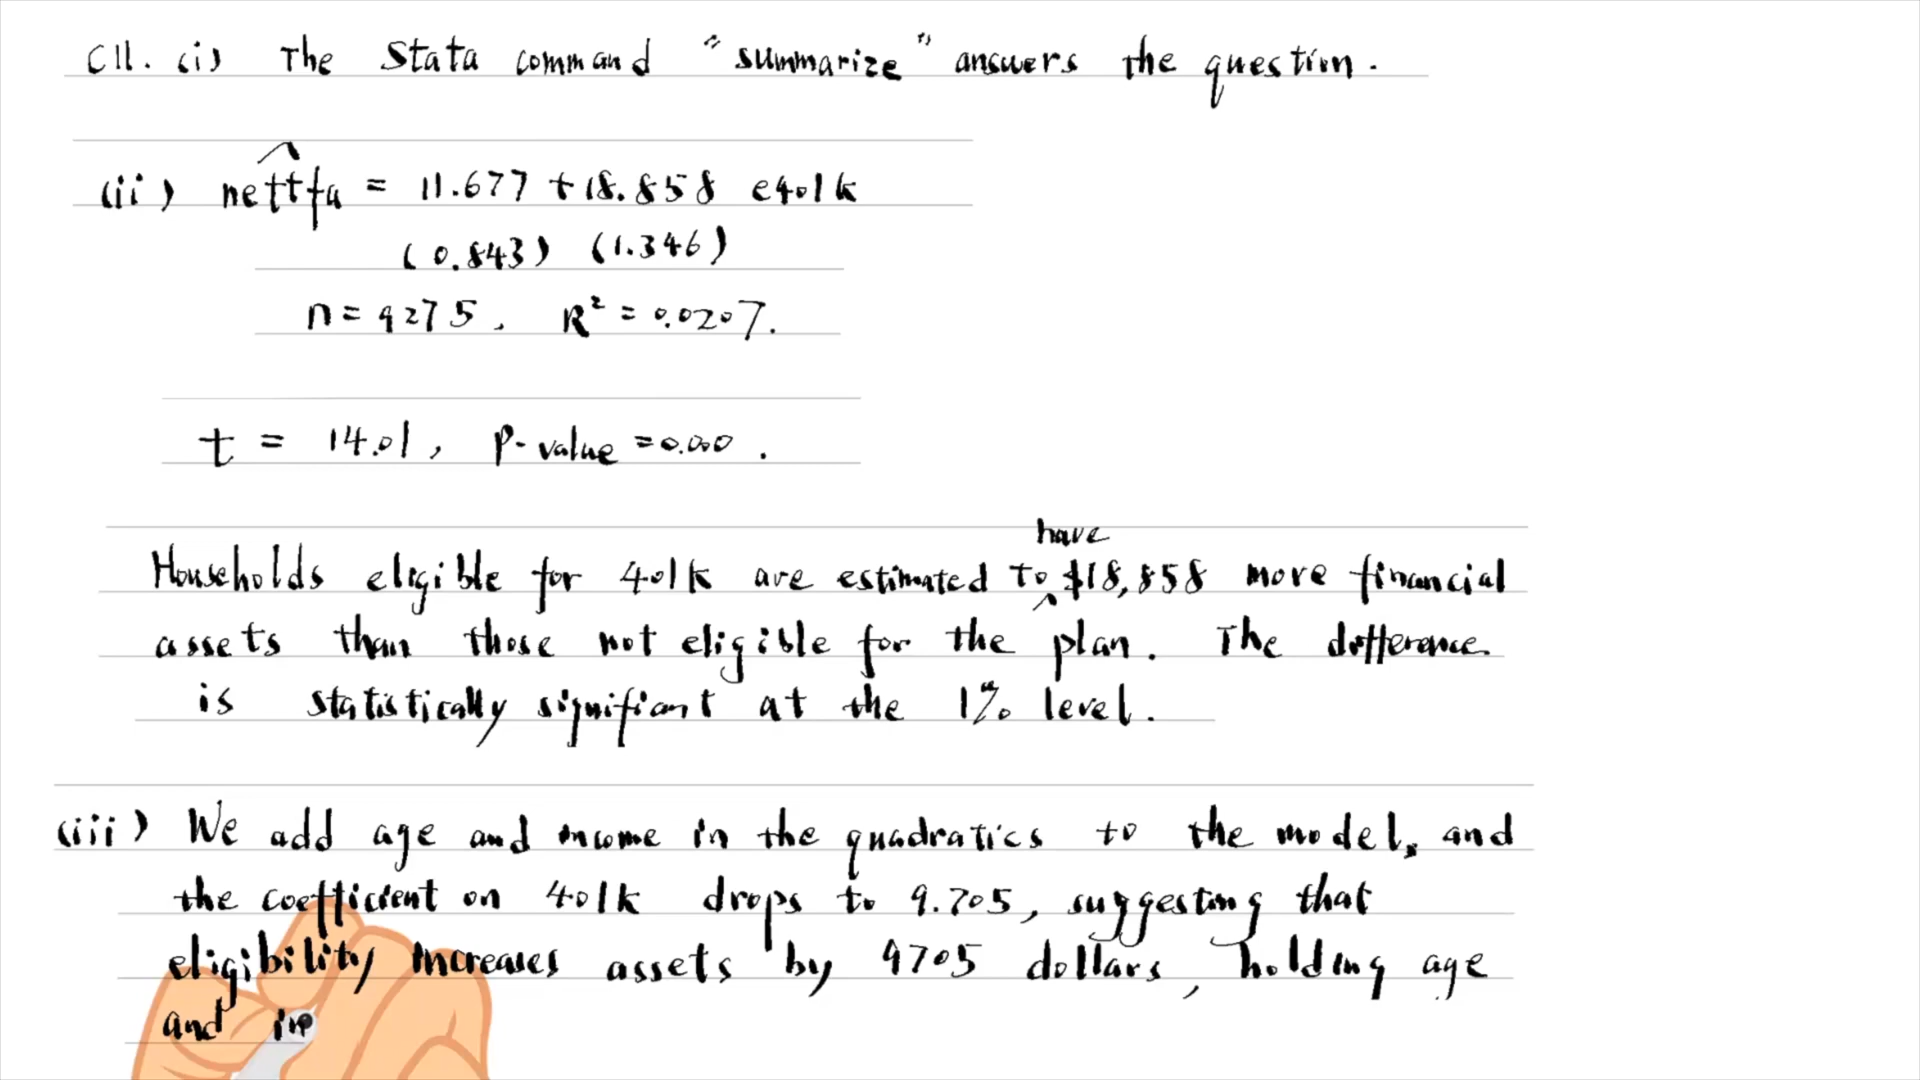 C11. (i) The Stata command "summarize" answers the question.
(ii) nettfa = 11.677 + 18.858 e401k
(0.843) (1.346)
n = 9275, R² = 0.0207.
t = 14.01, P-value = 0.000.
have
Households eligible for 401k are estimated to ^ $18,858 more financial
assets than those not eligible for the plan. The difference
is statistically signifiant at the 1% level.
(iii) We add age and income in the quadratics to the model, and
the coefficient on 401k drops to 9.705, suggesting that
eligibility increases assets by 9705 dollars, holding age
and in